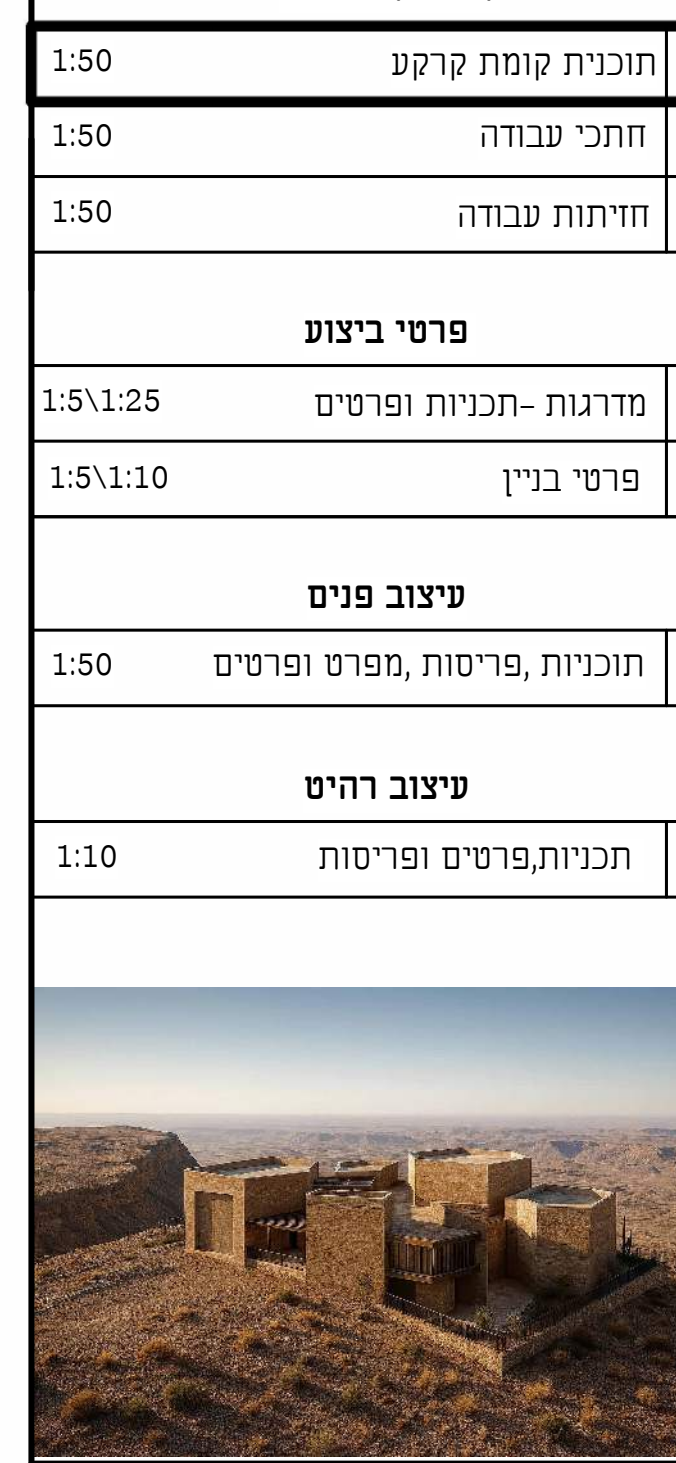 תוכנית קומת קרקע 1:50
חתכי עבודה 1:50
חזיתות עבודה 1:50
פרטי ביצוע
מדרגות -תכניות ופרטים 1:5\1:25
פרטי בניין 1:5\1:10
עיצוב פנים
תוכניות ,פריסות ,מפרט ופרטים 1:50
עיצוב רהיט
תכניות,פרטים ופריסות 1:10